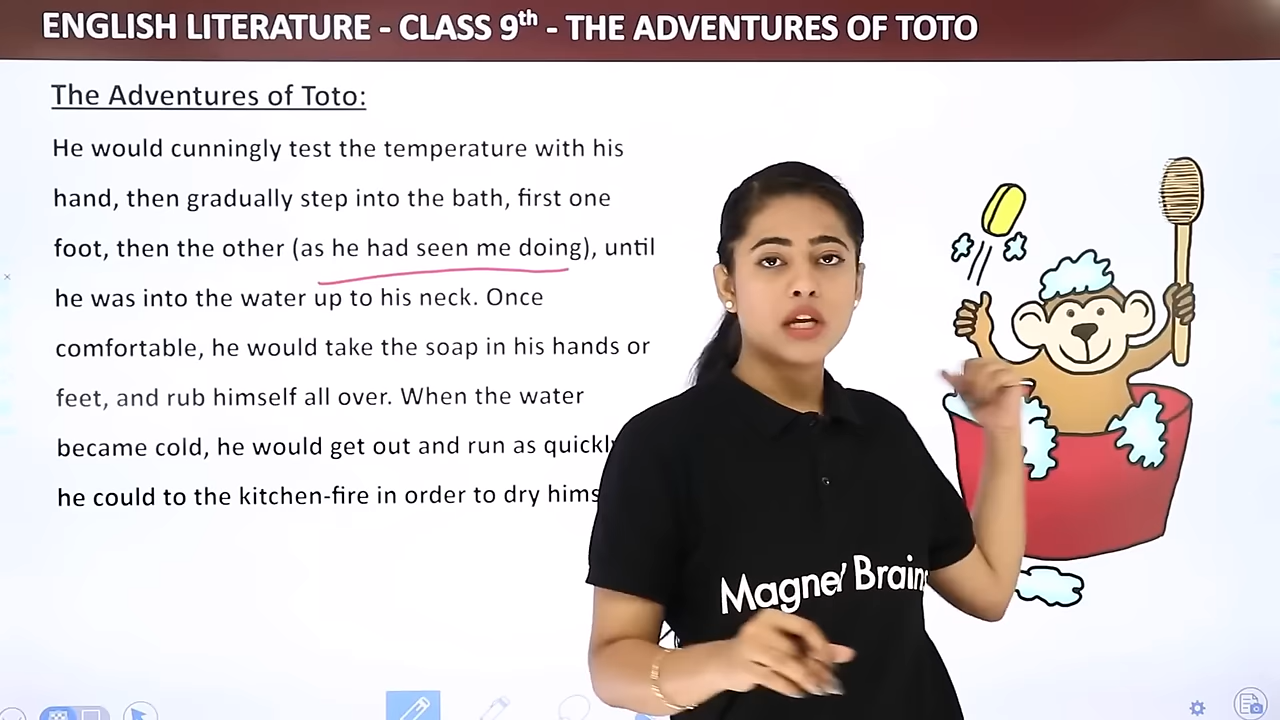 ENGLISH LITERATURE - CLASS 9th - THE ADVENTURES OF TOTO
The Adventures of Toto:
He would cunningly test the temperature with his
hand, then gradually step into the bath, first one
foot, then the other (as he had seen me doing), until
he was into the water up to his neck. Once
comfortable, he would take the soap in his hands or
feet, and rub himself all over. When the water
became cold, he would get out and run as
he could to the kitchen-fire in order to dry
Magnet Brains